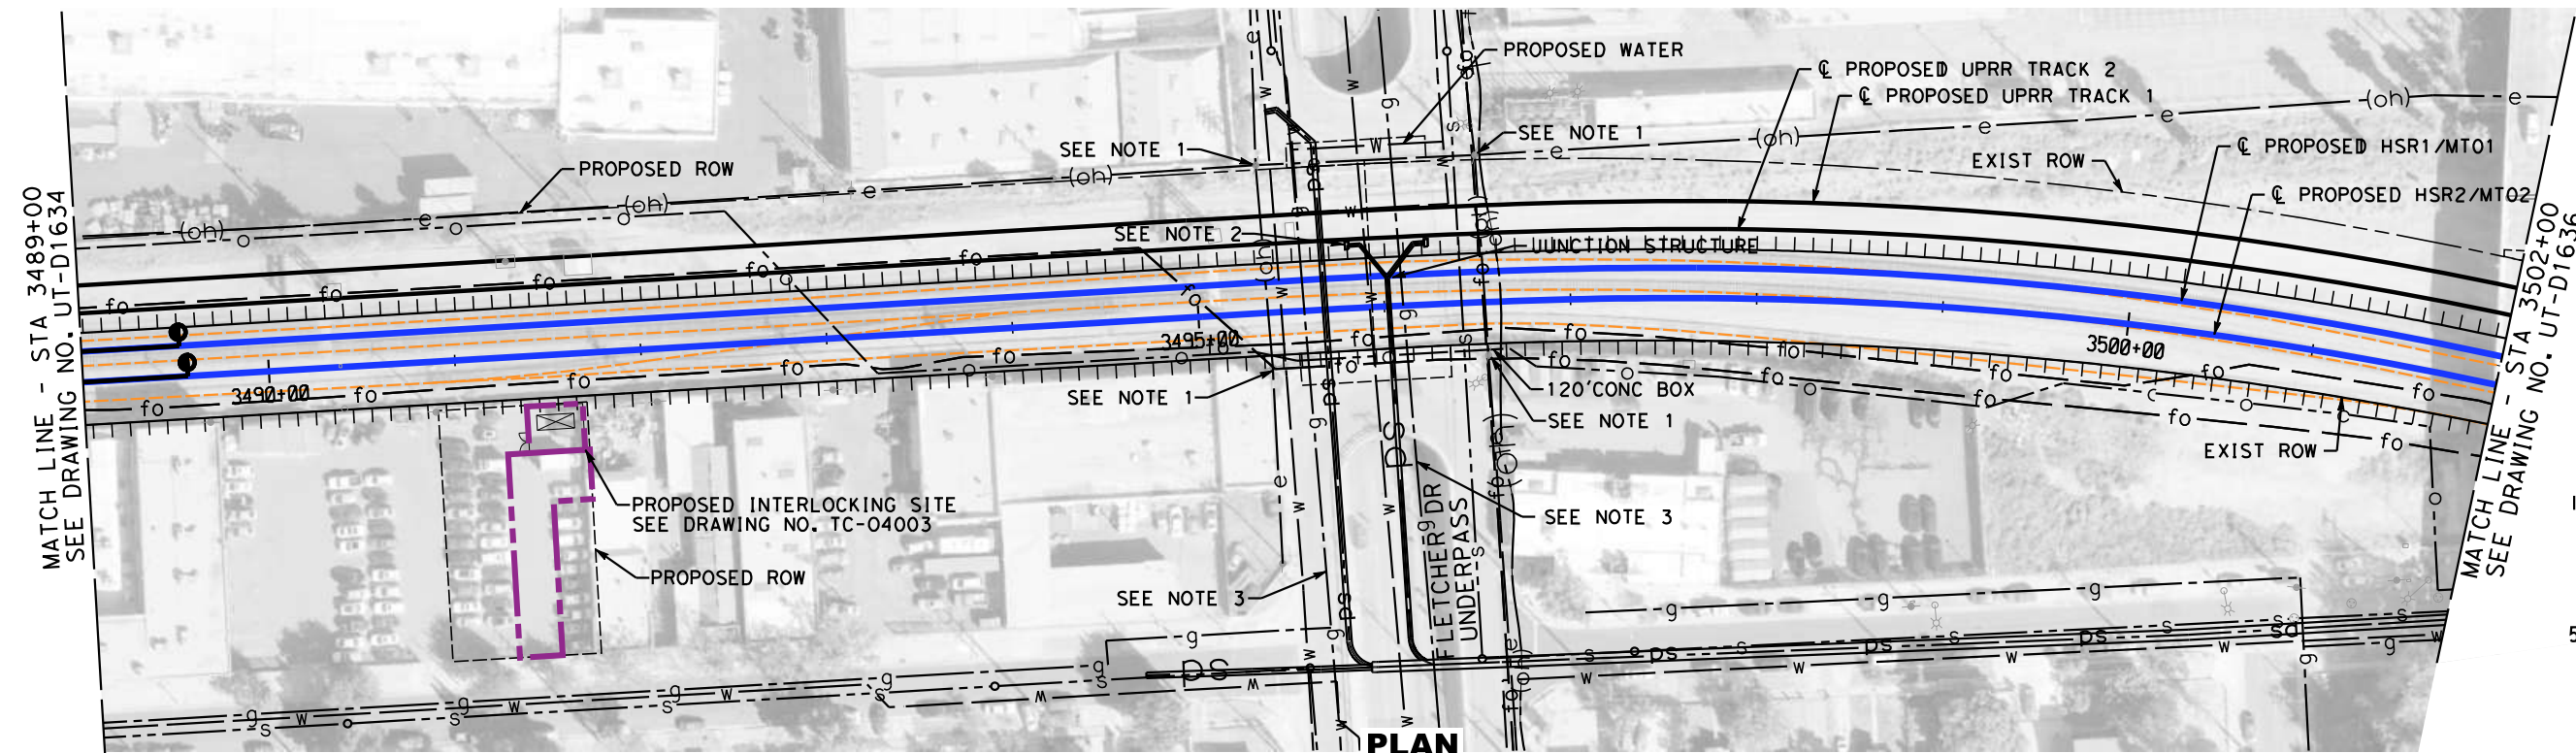 PROPOSED WATER
℄ PROPOSED UPRR TRACK 2
℄ PROPOSED UPRR TRACK 1
SEE NOTE 1
SEE NOTE 1
℄ PROPOSED HSR1/MT01
EXIST ROW
℄ PROPOSED HSR2/MT02
PROPOSED ROW
SEE NOTE 2
JUNCTION STRUCTURE
MATCH LINE - STA 3489+00
SEE DRAWING NO. UT-D1634
3490+00
3495+00
3500+00
SEE NOTE 1
120'CONC BOX
SEE NOTE 1
EXIST ROW
MATCH LINE - STA 3502+00
SEE DRAWING NO. UT-D1636
PROPOSED INTERLOCKING SITE
SEE DRAWING NO. TC-04003
PROPOSED ROW
SEE NOTE 3
SEE NOTE 3
FLETCHER DR
UNDERPASS
PLAN